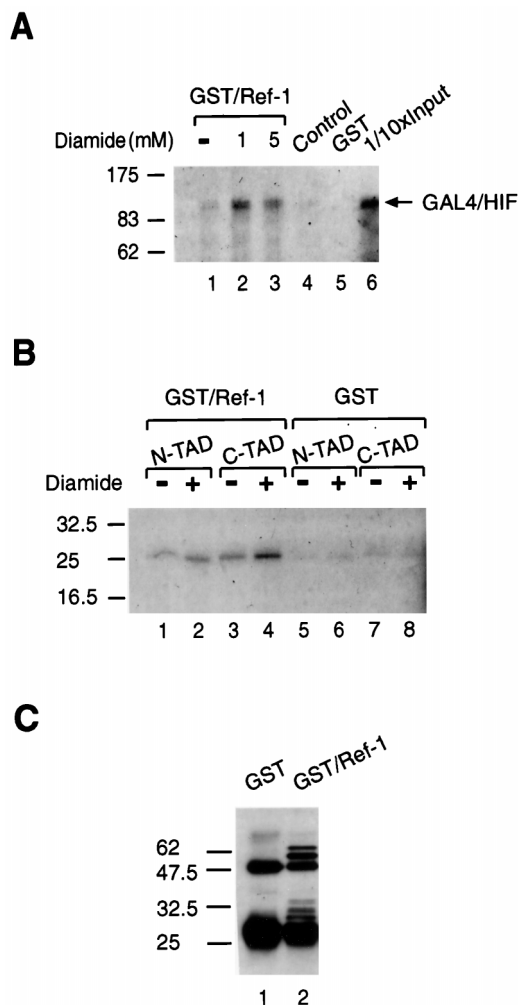 A
GST/Ref-1
Diamide (mM) - 1 5 Control GST 1/10xInput
175
83
62
GAL4/HIF
1 2 3 4 5 6
B
GST/Ref-1 GST
N-TAD C-TAD N-TAD C-TAD
Diamide - + - + - + - +
32.5
25
16.5
1 2 3 4 5 6 7 8
C
GST GST/Ref-1
62
47.5
32.5
25
1 2